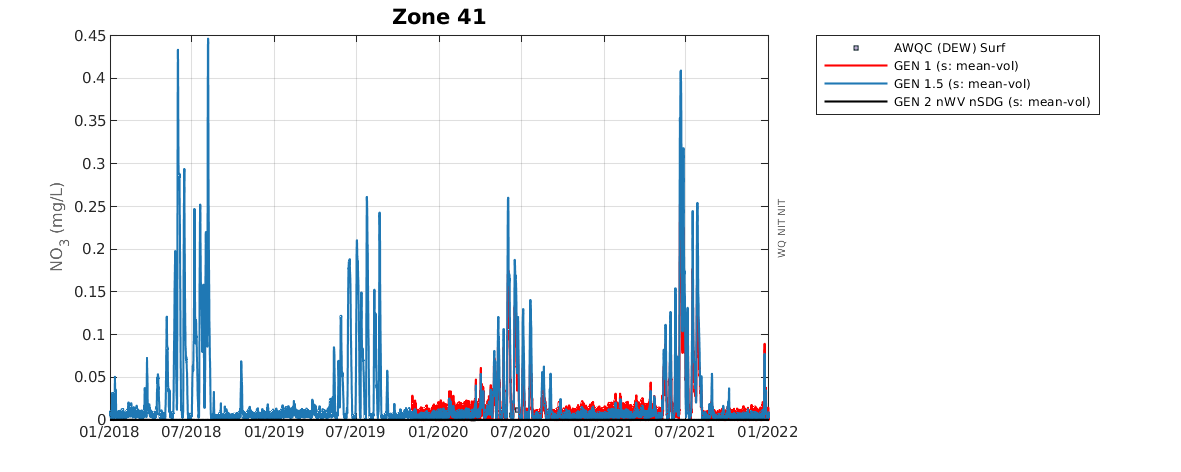 Zone 41
0.45
0.4
0.35
0.3
0.25
0.2
0.15
0.1
0.05
0
NO3 (mg/L)
01/2018 07/2018 01/2019 07/2019 01/2020 07/2020 01/2021 07/2021 01/2022
WQ NIT NIT
AWQC (DEW) Surf
GEN 1 (s: mean-vol)
GEN 1.5 (s: mean-vol)
GEN 2 nWV nSDG (s: mean-vol)